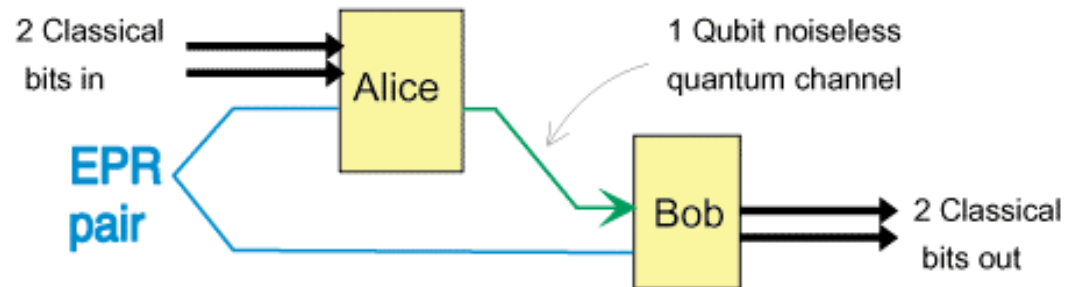 2 Classical
bits in
Alice
1 Qubit noiseless
quantum channel
EPR
pair
Bob
2 Classical
bits out